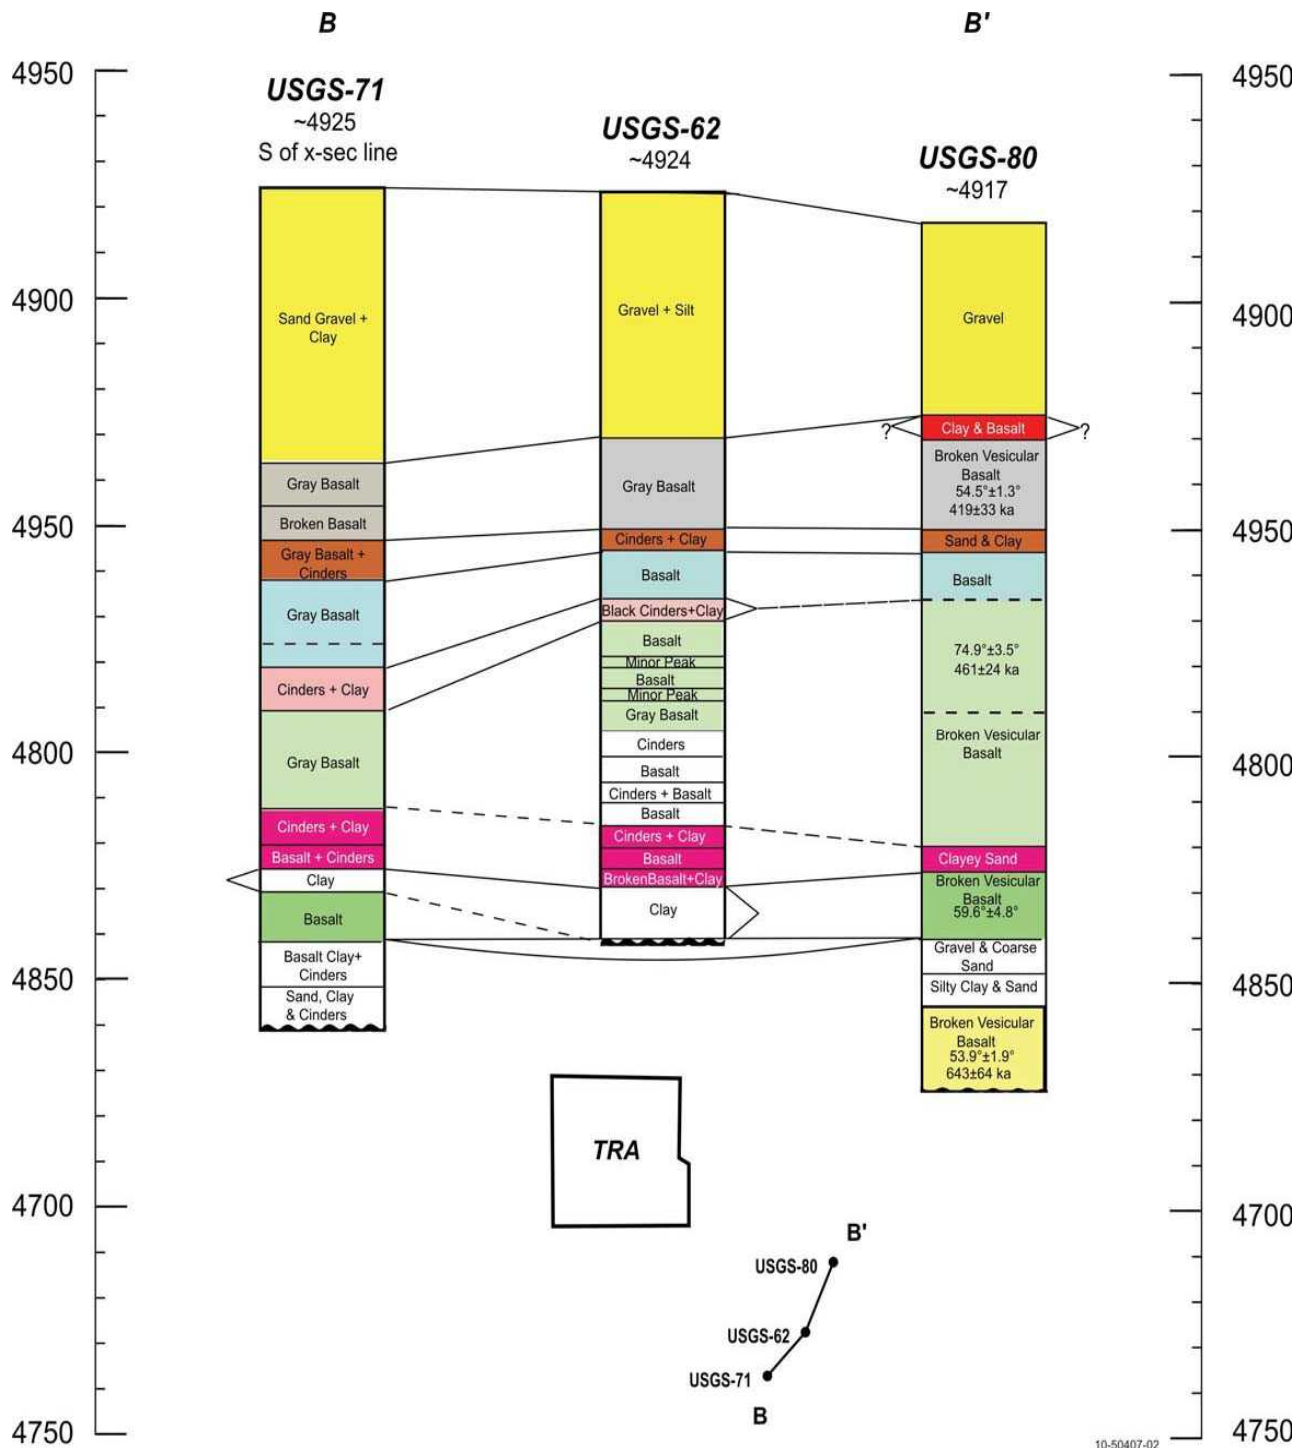 B
B'
4950
4950
USGS-71
~4925
S of x-sec line
USGS-62
~4924
USGS-80
~4917
4900
4900
Sand Gravel +
Clay
Gravel + Silt
Gravel
?
Clay & Basalt
?
Gray Basalt
Broken Basalt
Gray Basalt
Broken Vesicular
Basalt
54.5°±1.3°
419±33 ka
4950
4950
Gray Basalt +
Cinders
Cinders + Clay
Sand & Clay
Gray Basalt
Basalt
Basalt
Cinders + Clay
Black Cinders+Clay
74.9°±3.5°
461±24 ka
Basalt
Minor Peak
Basalt
Minor Peak
Gray Basalt
Gray Basalt
Broken Vesicular
Basalt
4800
4800
Cinders
Basalt
Cinders + Basalt
Basalt
Cinders + Clay
Basalt + Cinders
Clay
Basalt
Cinders + Clay
Basalt
BrokenBasalt+Clay
Clay
Clayey Sand
Broken Vesicular
Basalt
59.6°±4.8°
Basalt Clay+
Cinders
Sand, Clay
& Cinders
Gravel & Coarse
Sand
Silty Clay & Sand
4850
4850
Broken Vesicular
Basalt
53.9°±1.9°
643±64 ka
TRA
4700
4700
B'
USGS-80
USGS-62
USGS-71
B
4750
4750
10-50407-02